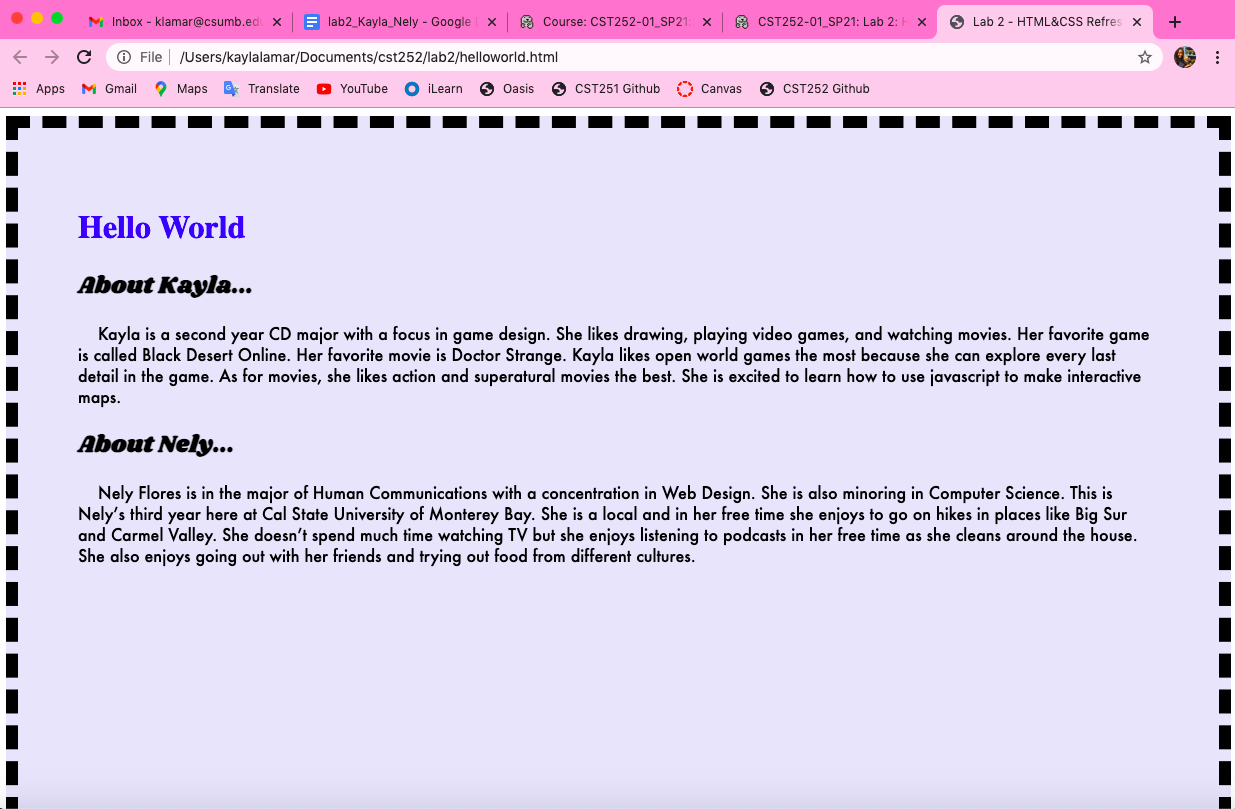 Inbox - klamar@csumb.ed
lab2_Kayla_Nely - Google
Course: CST252-01_SP21:
CST252-01_SP21: Lab 2:
Lab 2 - HTML&CSS Refres
File
/Users/kaylalamar/Documents/cst252/lab2/helloworld.html
Apps
Gmail
Maps
Translate
YouTube
iLearn
Oasis
CST251 Github
Canvas
CST252 Github
Hello World
About Kayla...
Kayla is a second year CD major with a focus in game design. She likes drawing, playing video games, and watching movies. Her favorite game
is called Black Desert Online. Her favorite movie is Doctor Strange. Kayla likes open world games the most because she can explore every last
detail in the game. As for movies, she likes action and superatural movies the best. She is excited to learn how to use javascript to make interactive
maps.
About Nely...
Nely Flores is in the major of Human Communications with a concentration in Web Design. She is also minoring in Computer Science. This is
Nely's third year here at Cal State University of Monterey Bay. She is a local and in her free time she enjoys to go on hikes in places like Big Sur
and Carmel Valley. She doesn't spend much time watching TV but she enjoys listening to podcasts in her free time as she cleans around the house.
She also enjoys going out with her friends and trying out food from different cultures.